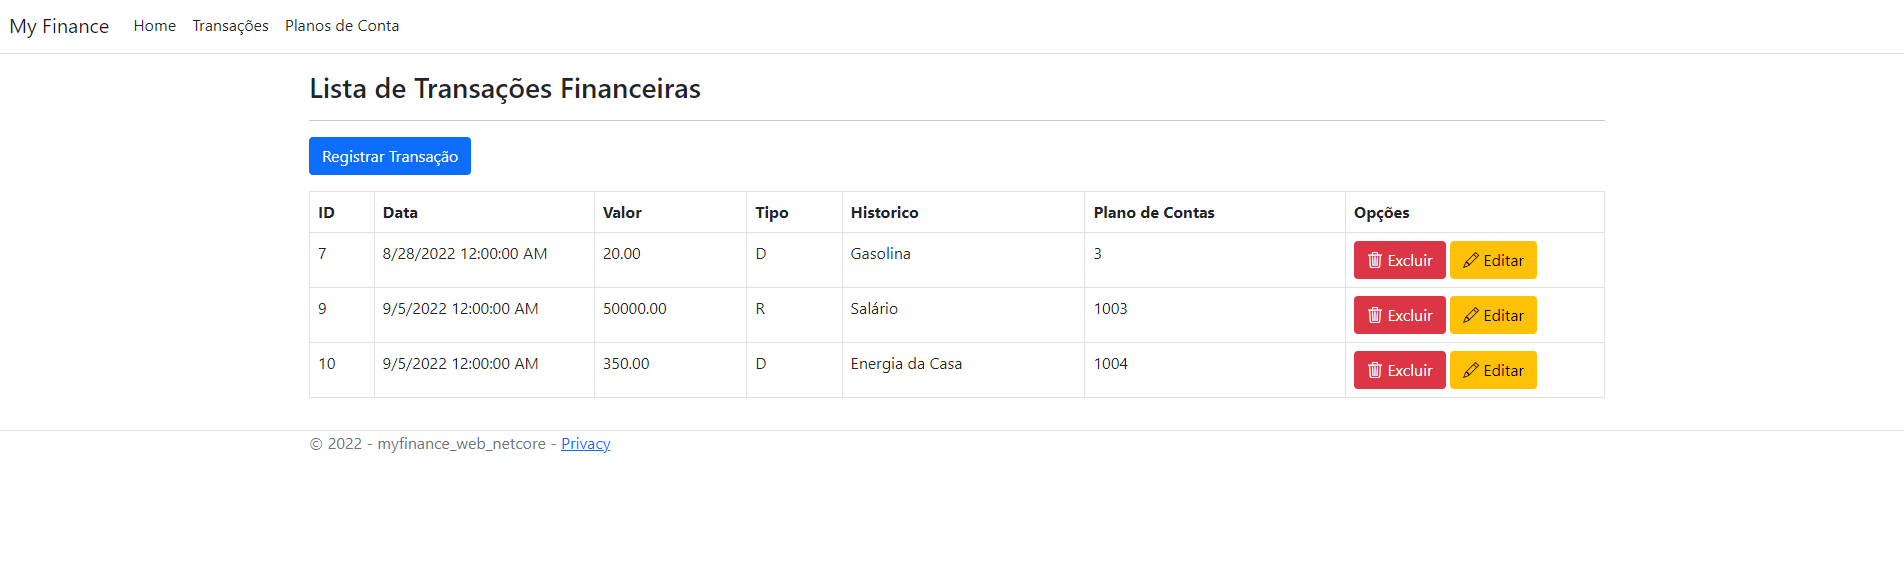 My Finance Home Transações Planos de Conta
Lista de Transações Financeiras
Registrar Transação
ID Data Valor Tipo Historico Plano de Contas Opções
7 8/28/2022 12:00:00 AM 20.00 D Gasolina 3 Excluir Editar
9 9/5/2022 12:00:00 AM 50000.00 R Salário 1003 Excluir Editar
10 9/5/2022 12:00:00 AM 350.00 D Energia da Casa 1004 Excluir Editar
© 2022 - myfinance_web_netcore - Privacy